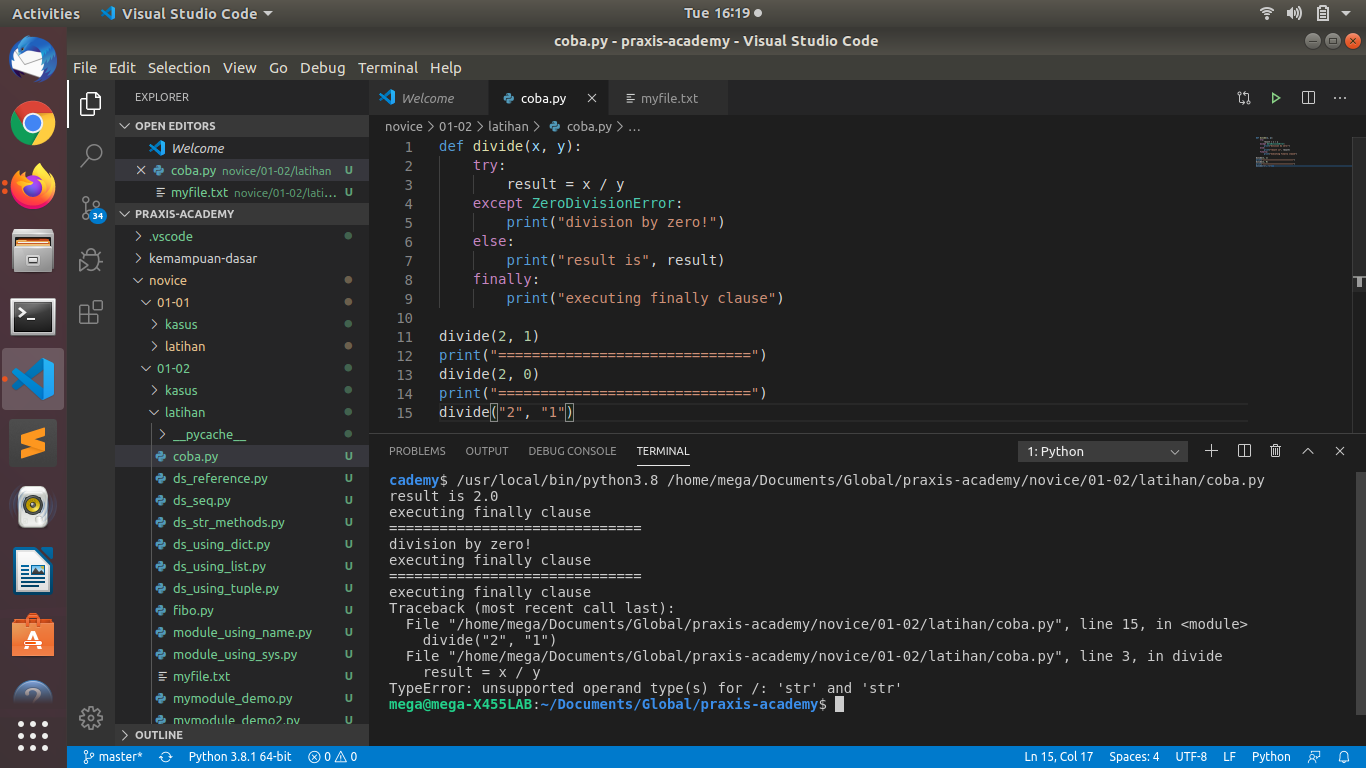 Activities Visual Studio Code Tue 16:19
coba.py - praxis-academy - Visual Studio Code
File Edit Selection View Go Debug Terminal Help
EXPLORER
OPEN EDITORS
Welcome
coba.py novice/01-02/latihan U
myfile.txt novice/01-02/lati... U
PRAXIS-ACADEMY
.vscode
kemampuan-dasar
novice
01-01
kasus
latihan
01-02
kasus
latihan
__pycache__
coba.py U
ds_reference.py U
ds_seq.py U
ds_str_methods.py U
ds_using_dict.py U
ds_using_list.py U
ds_using_tuple.py U
fibo.py U
module_using_name.py U
module_using_sys.py U
myfile.txt U
mymodule_demo.py U
mymodule_demo2.py U
OUTLINE
34
Welcome coba.py myfile.txt
novice > 01-02 > latihan > coba.py > ...
1 def divide(x, y):
2     try:
3         result = x / y
4     except ZeroDivisionError:
5         print("division by zero!")
6     else:
7         print("result is", result)
8     finally:
9         print("executing finally clause")
10
11 divide(2, 1)
12 print("==============================")
13 divide(2, 0)
14 print("==============================")
15 divide("2", "1")
PROBLEMS OUTPUT DEBUG CONSOLE TERMINAL 1: Python
cademy$ /usr/local/bin/python3.8 /home/mega/Documents/Global/praxis-academy/novice/01-02/latihan/coba.py
result is 2.0
executing finally clause
==============================
division by zero!
executing finally clause
==============================
executing finally clause
Traceback (most recent call last):
  File "/home/mega/Documents/Global/praxis-academy/novice/01-02/latihan/coba.py", line 15, in <module>
    divide("2", "1")
  File "/home/mega/Documents/Global/praxis-academy/novice/01-02/latihan/coba.py", line 3, in divide
    result = x / y
TypeError: unsupported operand type(s) for /: 'str' and 'str'
mega@mega-X455LAB:~/Documents/Global/praxis-academy$
master* Python 3.8.1 64-bit 0 0 Ln 15, Col 17 Spaces: 4 UTF-8 LF Python